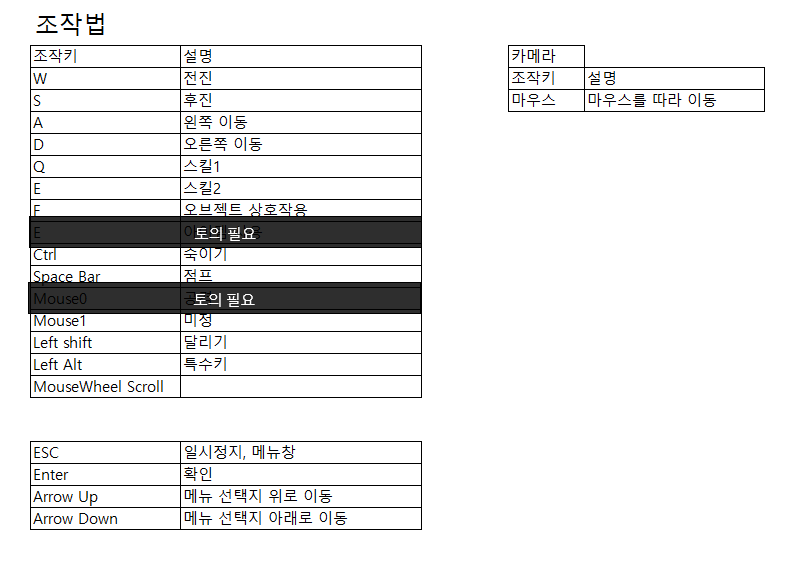 조작법
조작키 설명
W 전진
S 후진
A 왼쪽 이동
D 오른쪽 이동
Q 스킬1
E 스킬2
F 오브젝트 상호작용
E 토의 필요
Ctrl 숙이기
Space Bar 점프
Mouse0 토의 필요
Mouse1 미정
Left shift 달리기
Left Alt 특수키
MouseWheel Scroll
ESC 일시정지, 메뉴창
Enter 확인
Arrow Up 메뉴 선택지 위로 이동
Arrow Down 메뉴 선택지 아래로 이동
카메라
조작키 설명
마우스 마우스를 따라 이동